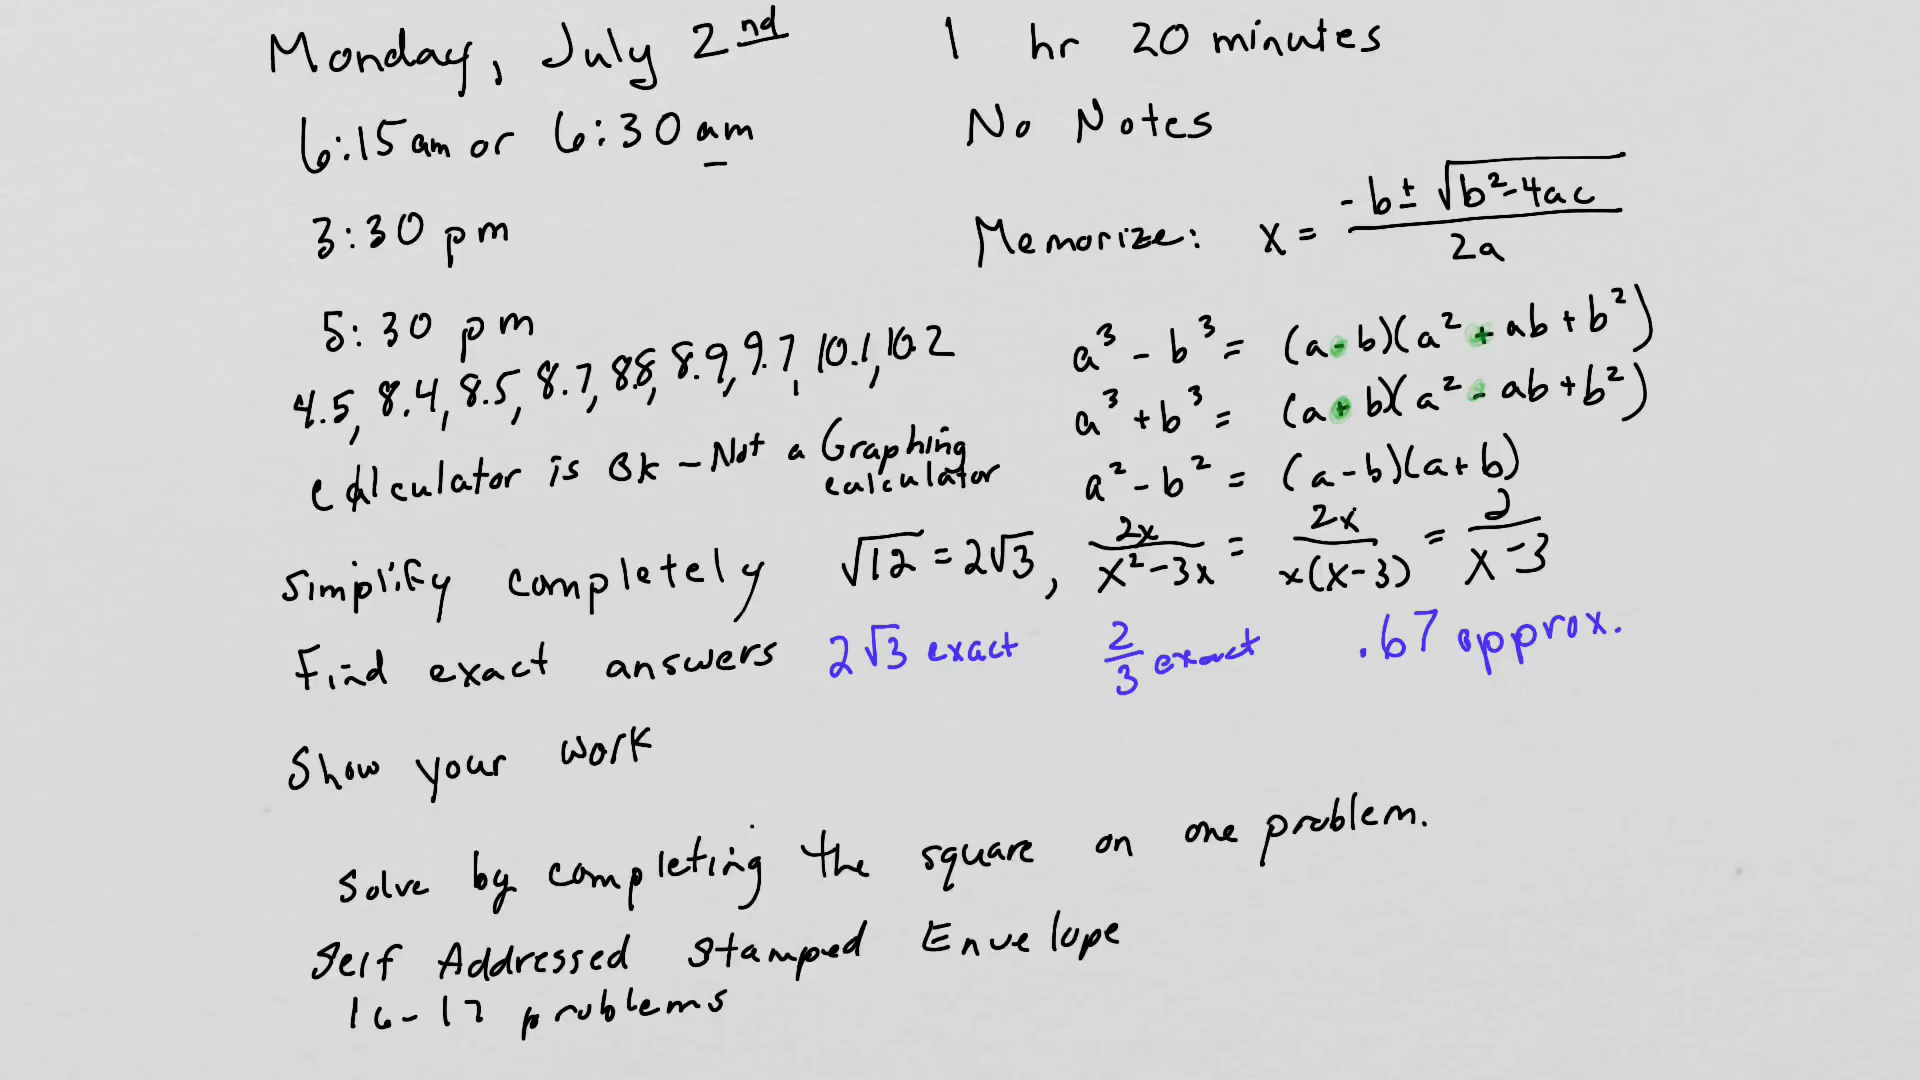 Monday, July 2nd
6:15 am or 6:30 am
3:30 pm
5:30 pm
4.5, 8.4, 8.5, 8.7, 8.8, 8.9, 9.7, 10.1, 10.2
calculator is Ok - Not a Graphing calculator
1 hr 20 minutes
No Notes
Memorize: x = (-b ± √(b² - 4ac)) / 2a
a³ - b³ = (a - b)(a² + ab + b²)
a³ + b³ = (a + b)(a² - ab + b²)
a² - b² = (a - b)(a + b)
Simplify completely √12 = 2√3, 2x/(x² - 3x) = 2x/(x(x - 3)) = 2/(x - 3)
Find exact answers 2√3 exact 2/3 exact .67 approx.
Show your work
Solve by completing the square on one problem.
Self Addressed Stamped Envelope
16-17 problems